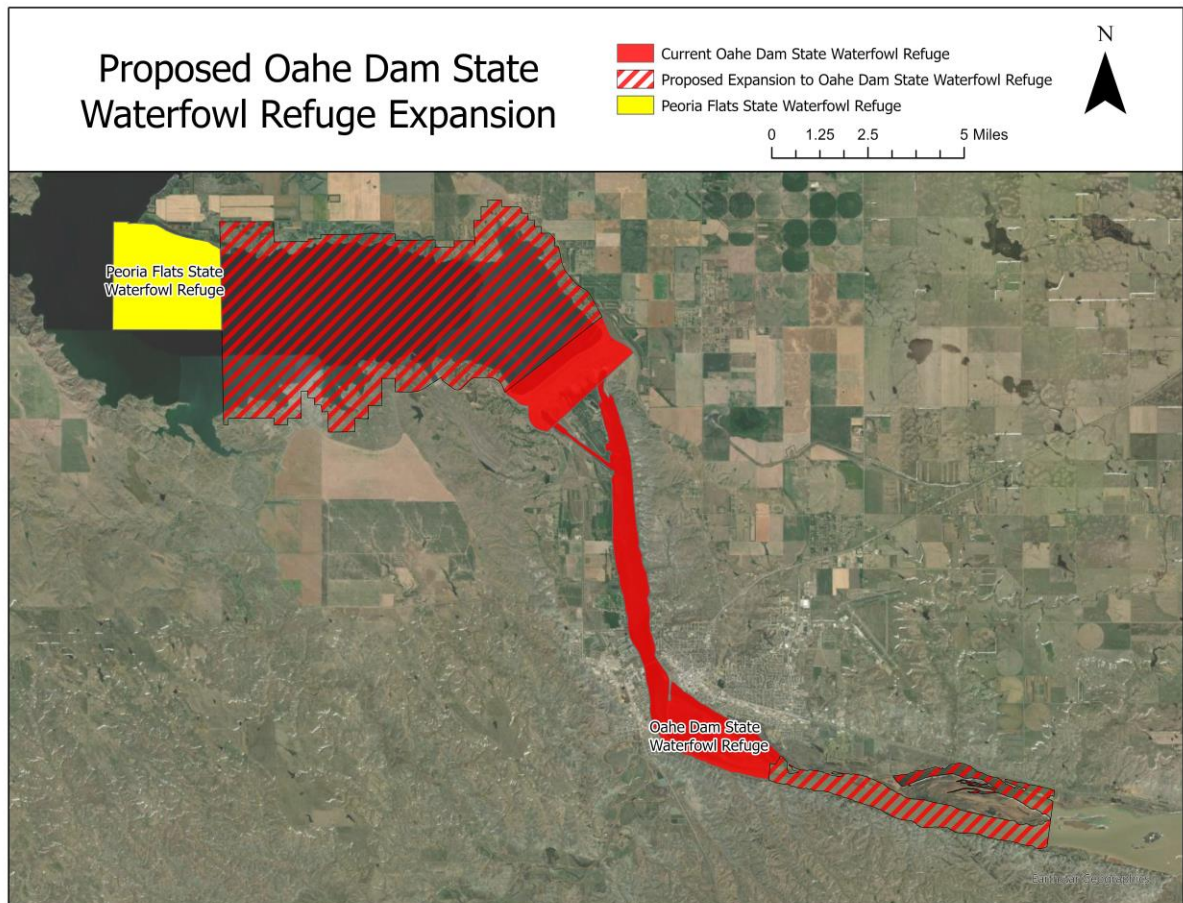 Proposed Oahe Dam State
Waterfowl Refuge Expansion
Current Oahe Dam State Waterfowl Refuge
Proposed Expansion to Oahe Dam State Waterfowl Refuge
Peoria Flats State Waterfowl Refuge
N
0 1.25 2.5 5 Miles
Peoria Flats State
Waterfowl Refuge
Oahe Dam State
Waterfowl Refuge
Earthstar Geographics